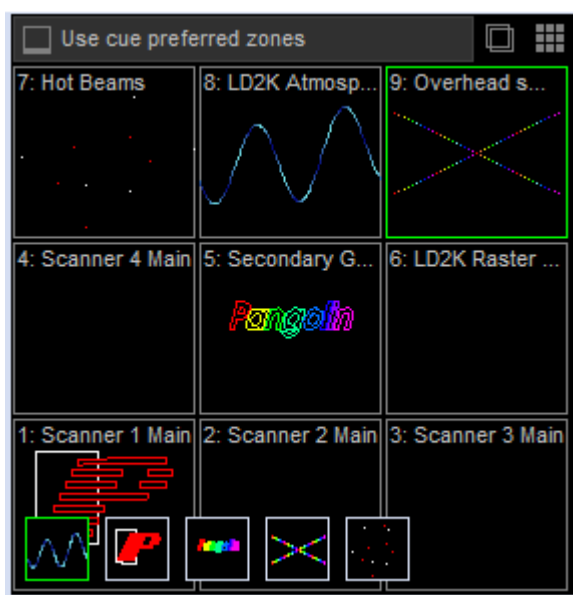 Use cue preferred zones
7: Hot Beams
8: LD2K Atmosp...
9: Overhead s...
4: Scanner 4 Main
5: Secondary G...
6: LD2K Raster ...
Pangolin
1: Scanner 1 Main
2: Scanner 2 Main
3: Scanner 3 Main